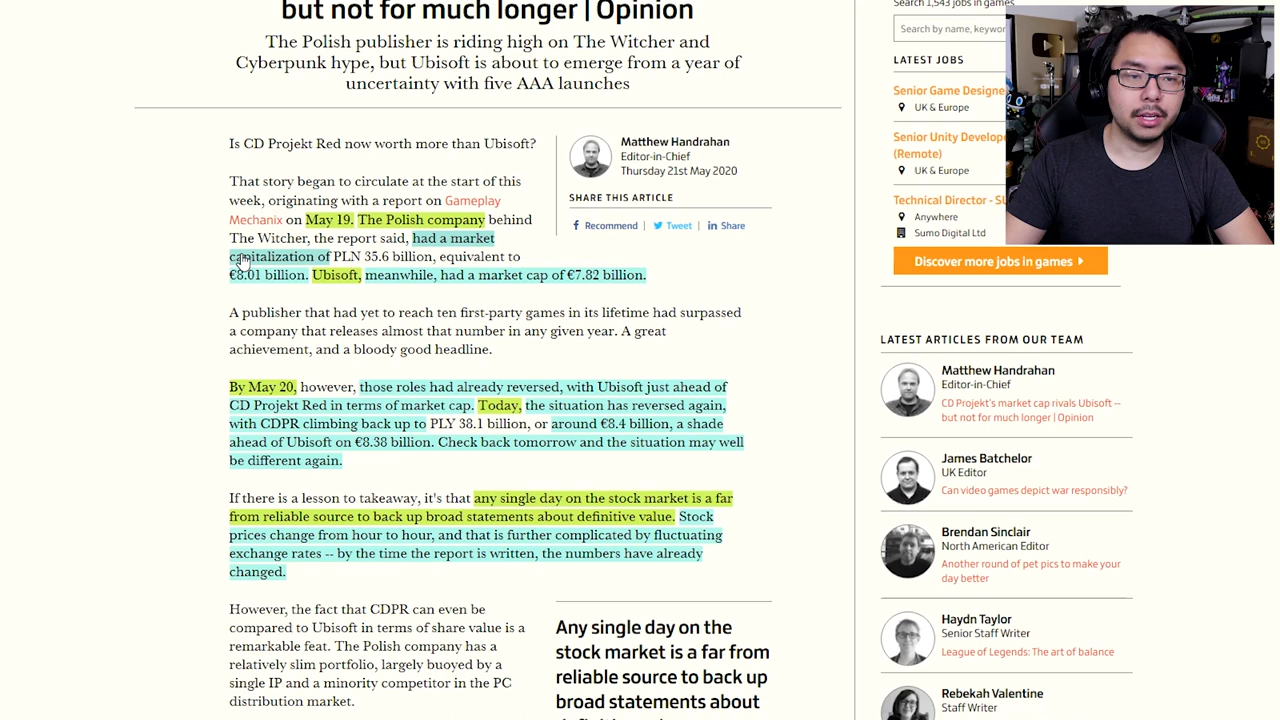 but not for much longer | Opinion
The Polish publisher is riding high on The Witcher and
Cyberpunk hype, but Ubisoft is about to emerge from a year of
uncertainty with five AAA launches
Is CD Projekt Red now worth more than Ubisoft?
That story began to circulate at the start of this
week, originating with a report on Gameplay
Mechanix on May 19. The Polish company behind
The Witcher, the report said, had a market
capitalization of PLN 35.6 billion, equivalent to
€8.01 billion. Ubisoft, meanwhile, had a market cap of €7.82 billion.
Matthew Handrahan
Editor-in-Chief
Thursday 21st May 2020
SHARE THIS ARTICLE
Recommend | Tweet | Share
A publisher that had yet to reach ten first-party games in its lifetime had surpassed
a company that releases almost that number in any given year. A great
achievement, and a bloody good headline.
By May 20, however, those roles had already reversed, with Ubisoft just ahead of
CD Projekt Red in terms of market cap. Today, the situation has reversed again,
with CDPR climbing back up to PLY 38.1 billion, or around €8.4 billion, a shade
ahead of Ubisoft on €8.38 billion. Check back tomorrow and the situation may well
be different again.
If there is a lesson to takeaway, it's that any single day on the stock market is a far
from reliable source to back up broad statements about definitive value. Stock
prices change from hour to hour, and that is further complicated by fluctuating
exchange rates -- by the time the report is written, the numbers have already
changed.
However, the fact that CDPR can even be
compared to Ubisoft in terms of share value is a
remarkable feat. The Polish company has a
relatively slim portfolio, largely buoyed by a
single IP and a minority competitor in the PC
distribution market.
Any single day on the
stock market is a far from
reliable source to back up
broad statements about
Search 1,543 jobs in games
Search by name, keywor
LATEST JOBS
Senior Game Designe
UK & Europe
Senior Unity Develop
(Remote)
UK & Europe
Technical Director - SU
Anywhere
Sumo Digital Ltd
Discover more jobs in games
LATEST ARTICLES FROM OUR TEAM
Matthew Handrahan
Editor-in-Chief
CD Projekt's market cap rivals Ubisoft --
but not for much longer | Opinion
James Batchelor
UK Editor
Can video games depict war responsibly?
Brendan Sinclair
North American Editor
Another round of pet pics to make your
day better
Haydn Taylor
Senior Staff Writer
League of Legends: The art of balance
Rebekah Valentine
Staff Writer